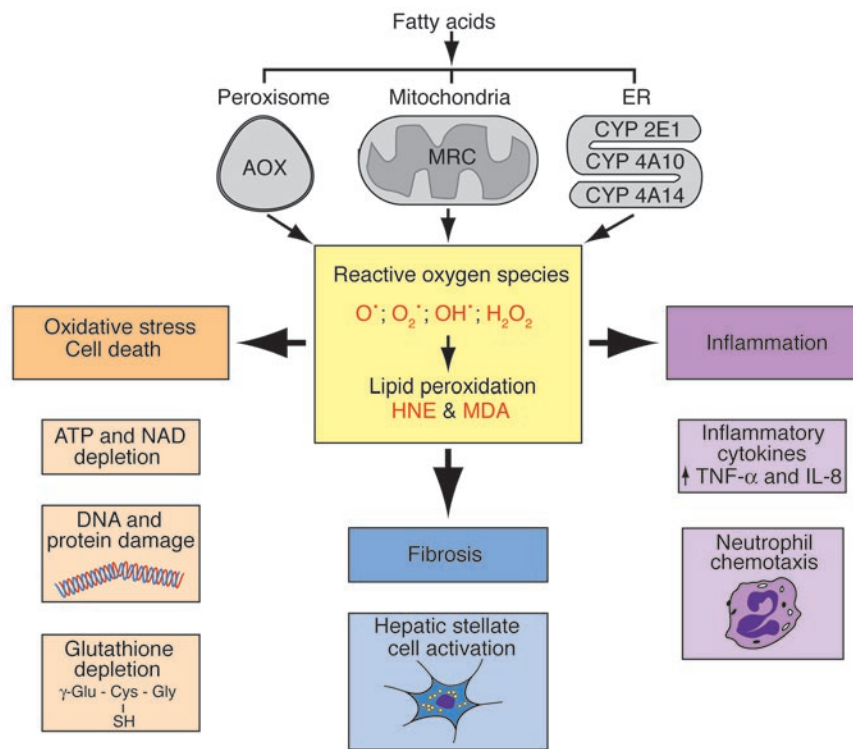 Fatty acids
Peroxisome
Mitochondria
ER
AOX
MRC
CYP 2E1
CYP 4A10
CYP 4A14
Reactive oxygen species
O˙; O₂˙; OH˙; H₂O₂
Lipid peroxidation
HNE & MDA
Oxidative stress
Cell death
ATP and NAD
depletion
DNA and
protein damage
Glutathione
depletion
γ-Glu - Cys - Gly
SH
Fibrosis
Hepatic stellate
cell activation
Inflammation
Inflammatory
cytokines
TNF-α and IL-8
Neutrophil
chemotaxis